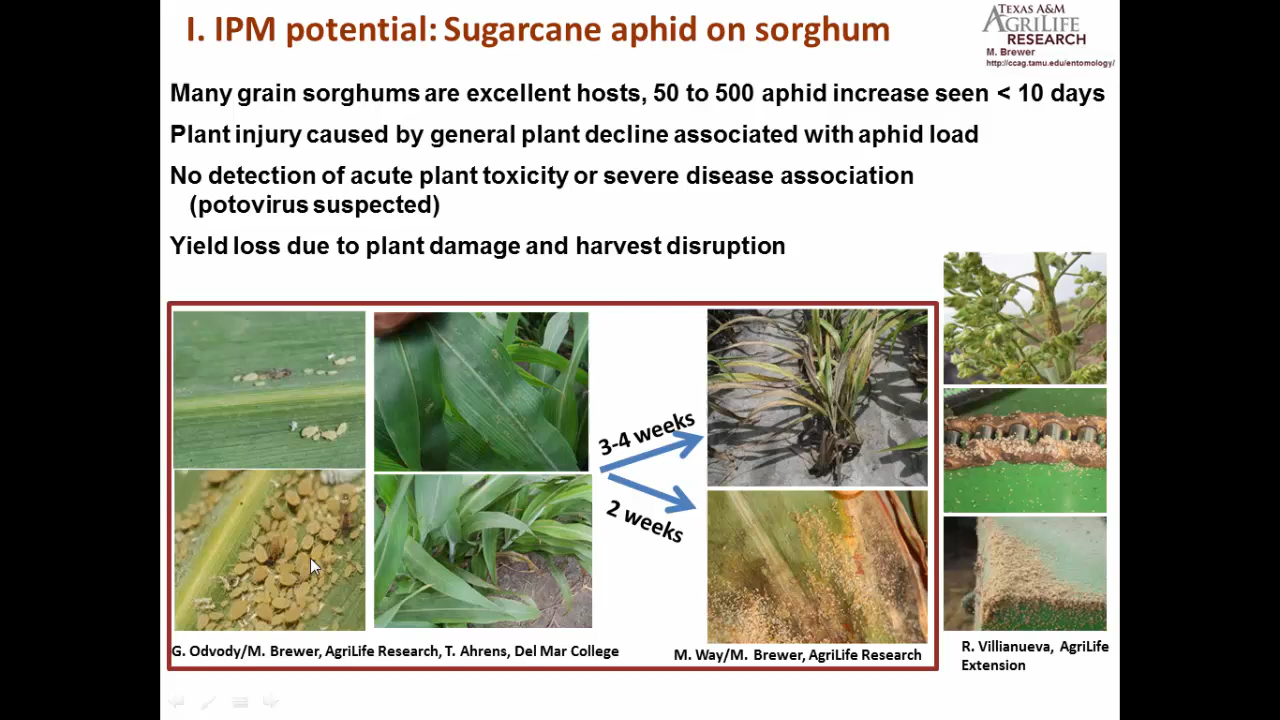 I. IPM potential: Sugarcane aphid on sorghum
TEXAS A&M
AGRILIFE
RESEARCH
M. Brewer
http://ccag.tamu.edu/entomology/
Many grain sorghums are excellent hosts, 50 to 500 aphid increase seen < 10 days
Plant injury caused by general plant decline associated with aphid load
No detection of acute plant toxicity or severe disease association
(potovirus suspected)
Yield loss due to plant damage and harvest disruption
3-4 weeks
2 weeks
G. Odvody/M. Brewer, AgriLife Research, T. Ahrens, Del Mar College
M. Way/M. Brewer, AgriLife Research
R. Villianueva, AgriLife
Extension